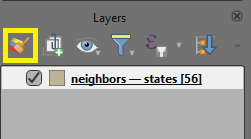 Layers
neighbors — states [56]